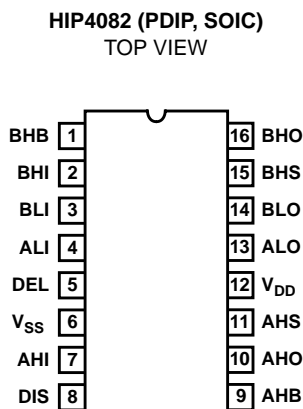 HIP4082 (PDIP, SOIC)
TOP VIEW
BHB 1 16 BHO
BHI 2 15 BHS
BLI 3 14 BLO
ALI 4 13 ALO
DEL 5 12 VDD
VSS 6 11 AHS
AHI 7 10 AHO
DIS 8 9 AHB